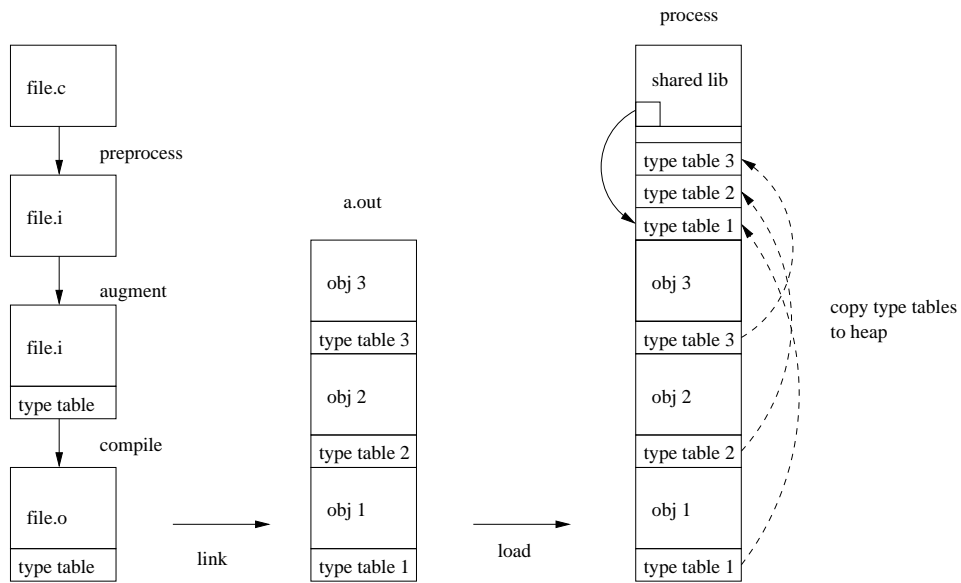 file.c
preprocess
file.i
augment
file.i
type table
compile
file.o
type table
link
a.out
obj 3
type table 3
obj 2
type table 2
obj 1
type table 1
load
process
shared lib
type table 3
type table 2
type table 1
obj 3
type table 3
obj 2
type table 2
obj 1
type table 1
copy type tables
to heap